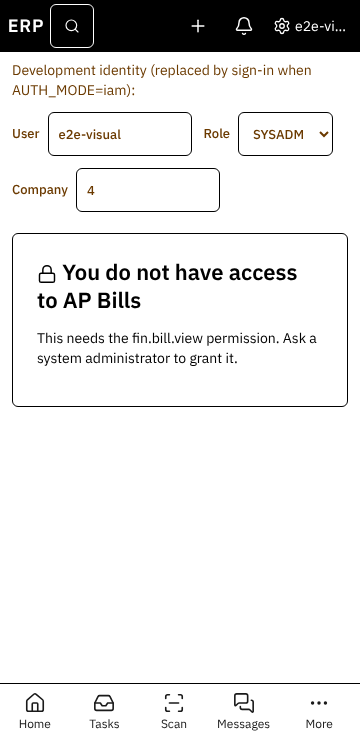 ERP
e2e-vi...
Development identity (replaced by sign-in when
AUTH_MODE=iam):
User e2e-visual Role SYSADM
Company 4
You do not have access
to AP Bills
This needs the fin.bill.view permission. Ask a
system administrator to grant it.
Home Tasks Scan Messages More